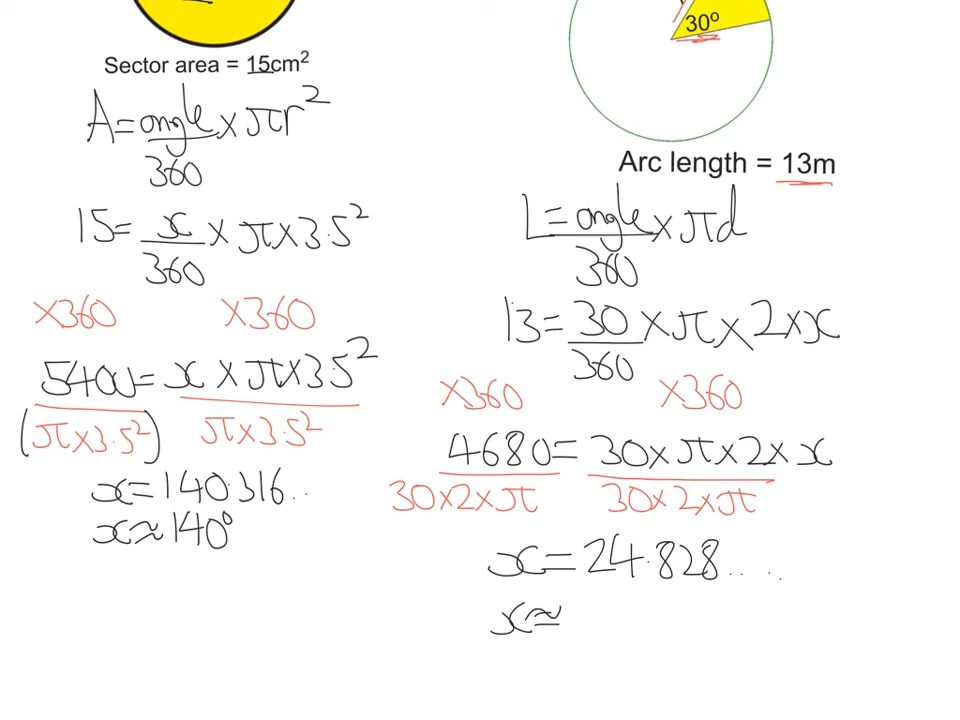 Sector area = 15cm²
A = angle/360 × πr²
15 = x/360 × π × 3.5²
×360 ×360
5400 = x × π × 3.5²
(π × 3.5²) π × 3.5²
x = 140.316..
x ≈ 140°
30°
Arc length = 13m
L = angle/360 × πd
13 = 30/360 × π × 2 × x
×360 ×360
4680 = 30 × π × 2 × x
30 × 2 × π 30 × 2 × π
x = 24.828.. ..
x ≈